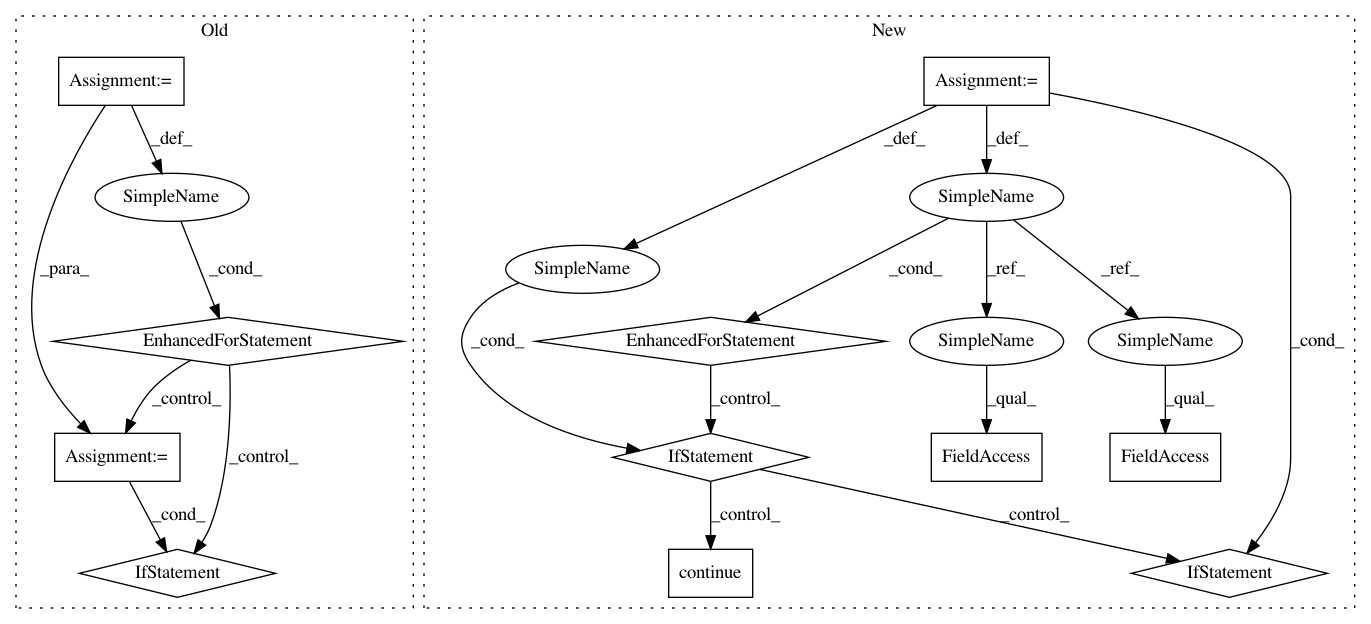 Old
New
Assignment:=
Assignment:=
_def_
_def_
_def_
SimpleName
SimpleName
_para_
_cond_
SimpleName
_cond_
_ref_
_ref_
_cond_
_cond_
EnhancedForStatement
EnhancedForStatement
SimpleName
SimpleName
_control_
_control_
_control_
_qual_
_qual_
Assignment:=
IfStatement
FieldAccess
FieldAccess
_cond_
_control_
_control_
IfStatement
continue
IfStatement